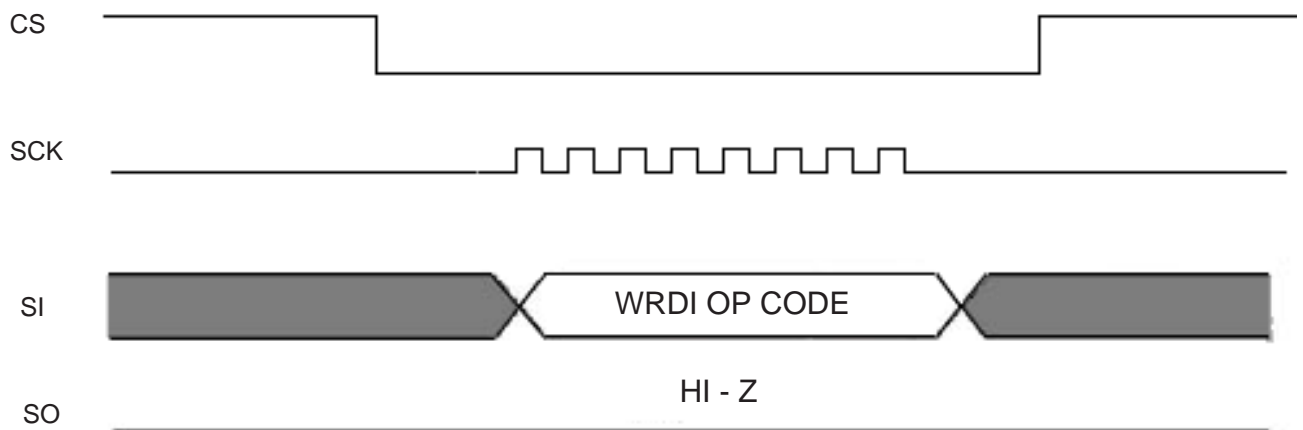 CS
SCK
SI
WRDI OP CODE
HI - Z
SO